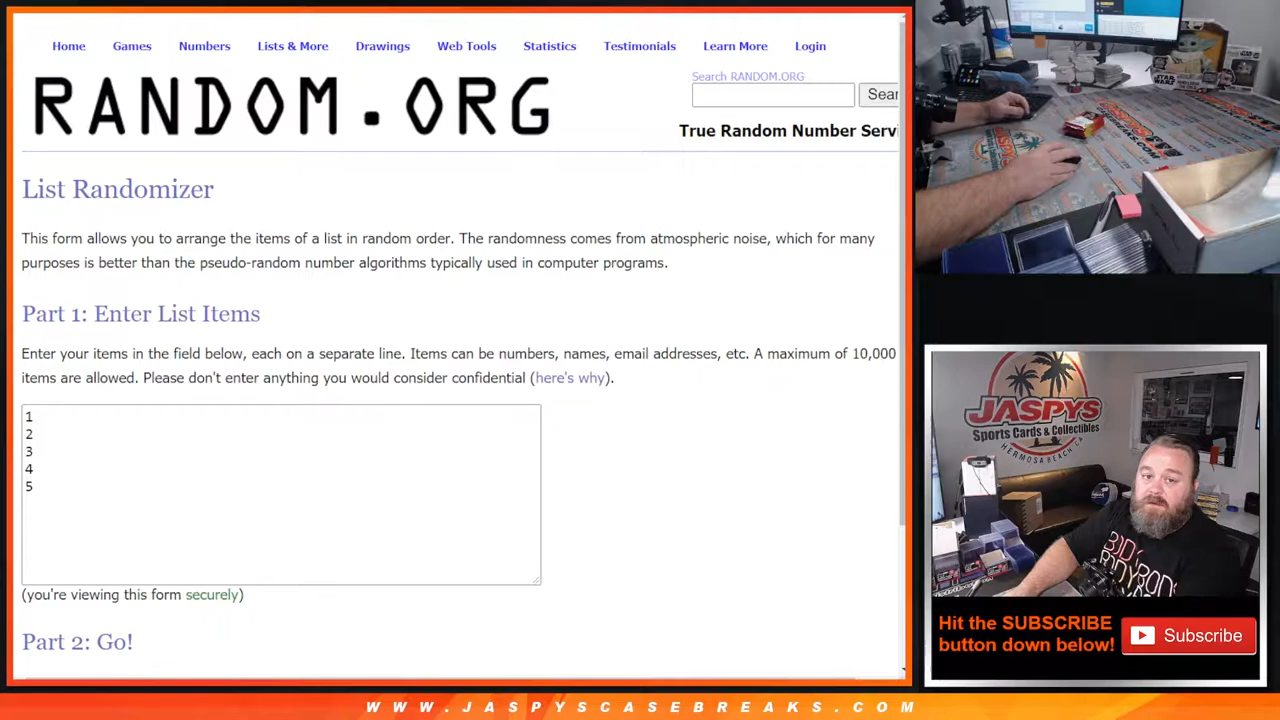 Home Games Numbers Lists & More Drawings Web Tools Statistics Testimonials Learn More Login
RANDOM.ORG
Search RANDOM.ORG
Sear
True Random Number Servi
List Randomizer
This form allows you to arrange the items of a list in random order. The randomness comes from atmospheric noise, which for many
purposes is better than the pseudo-random number algorithms typically used in computer programs.
Part 1: Enter List Items
Enter your items in the field below, each on a separate line. Items can be numbers, names, email addresses, etc. A maximum of 10,000
items are allowed. Please don't enter anything you would consider confidential (here's why).
1
2
3
4
5
(you're viewing this form securely)
Part 2: Go!
JASPYS
CASEBREAKS.COM
STAR
WARS
JASPYS
Sports Cards & Collectibles
HERMOSA BEACH, CA
Hit the SUBSCRIBE
button down below!
Subscribe
WWW.JASPYSCASEBREAKS.COM